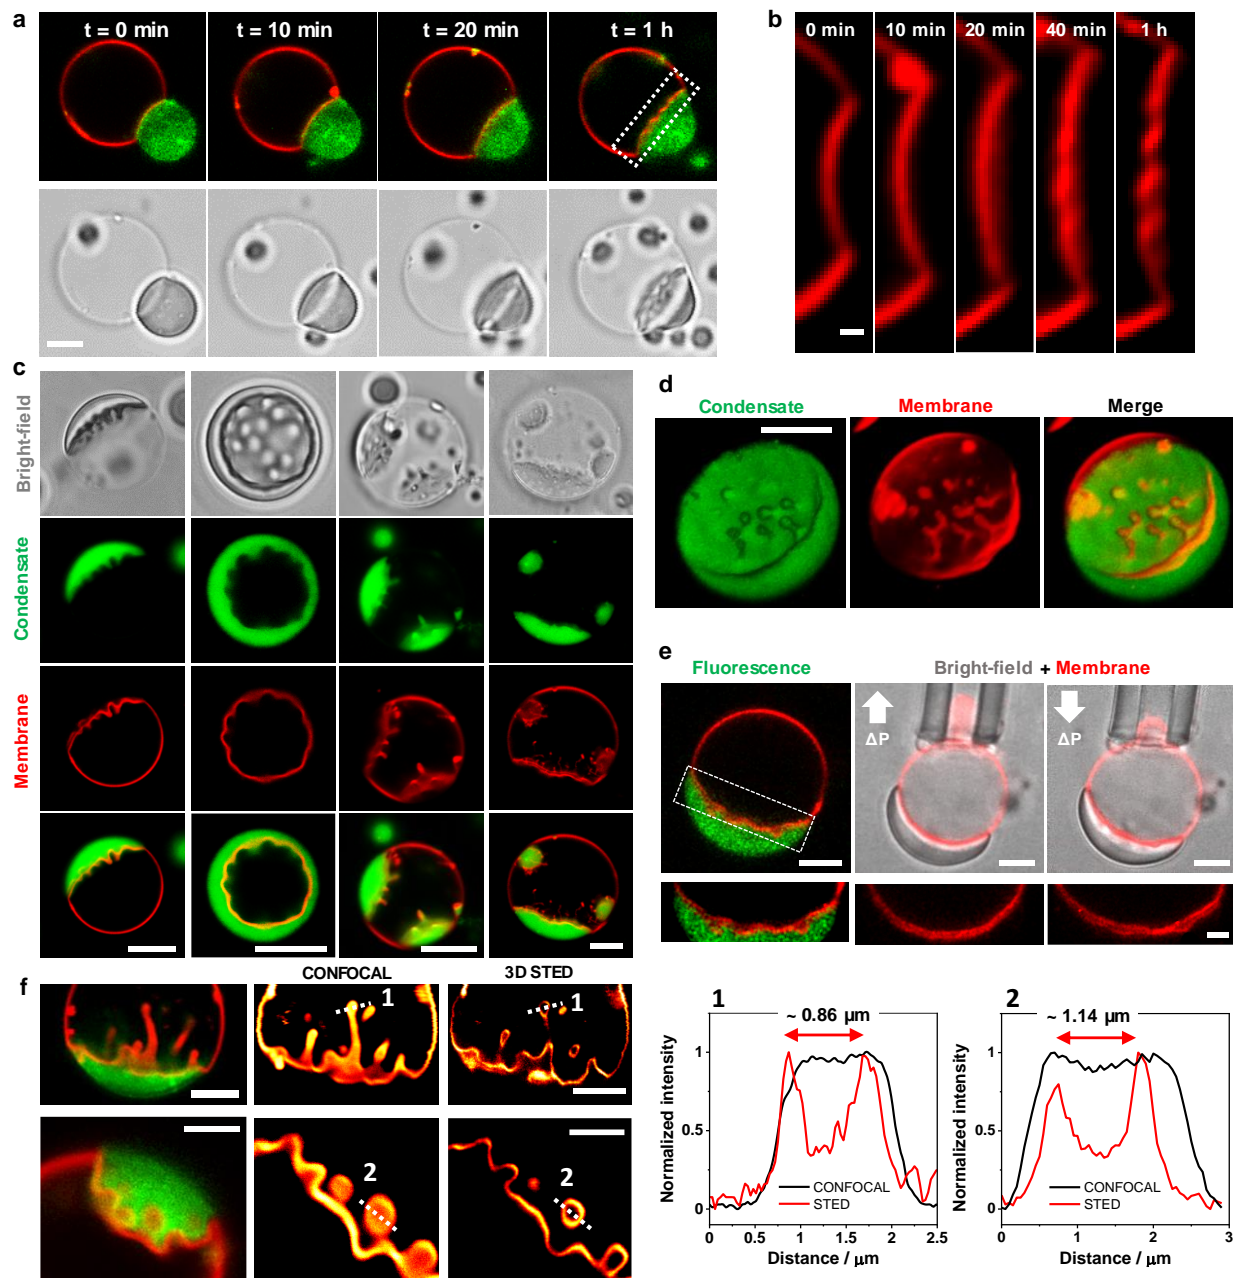 a
t = 0 min
t = 10 min
t = 20 min
t = 1 h
b
0 min
10 min
20 min
40 min
1 h
c
Bright-field
Condensate
Membrane
d
Condensate
Membrane
Merge
e
Fluorescence
Bright-field + Membrane
ΔP
ΔP
f
CONFOCAL
3D STED
1
1
2
2
1
~ 0.86 µm
Normalized intensity
1
0.5
0
CONFOCAL
STED
0
0.5
1
1.5
2
2.5
Distance / µm
2
~ 1.14 µm
Normalized intensity
1
0.5
0
CONFOCAL
STED
0
1
2
3
Distance / µm